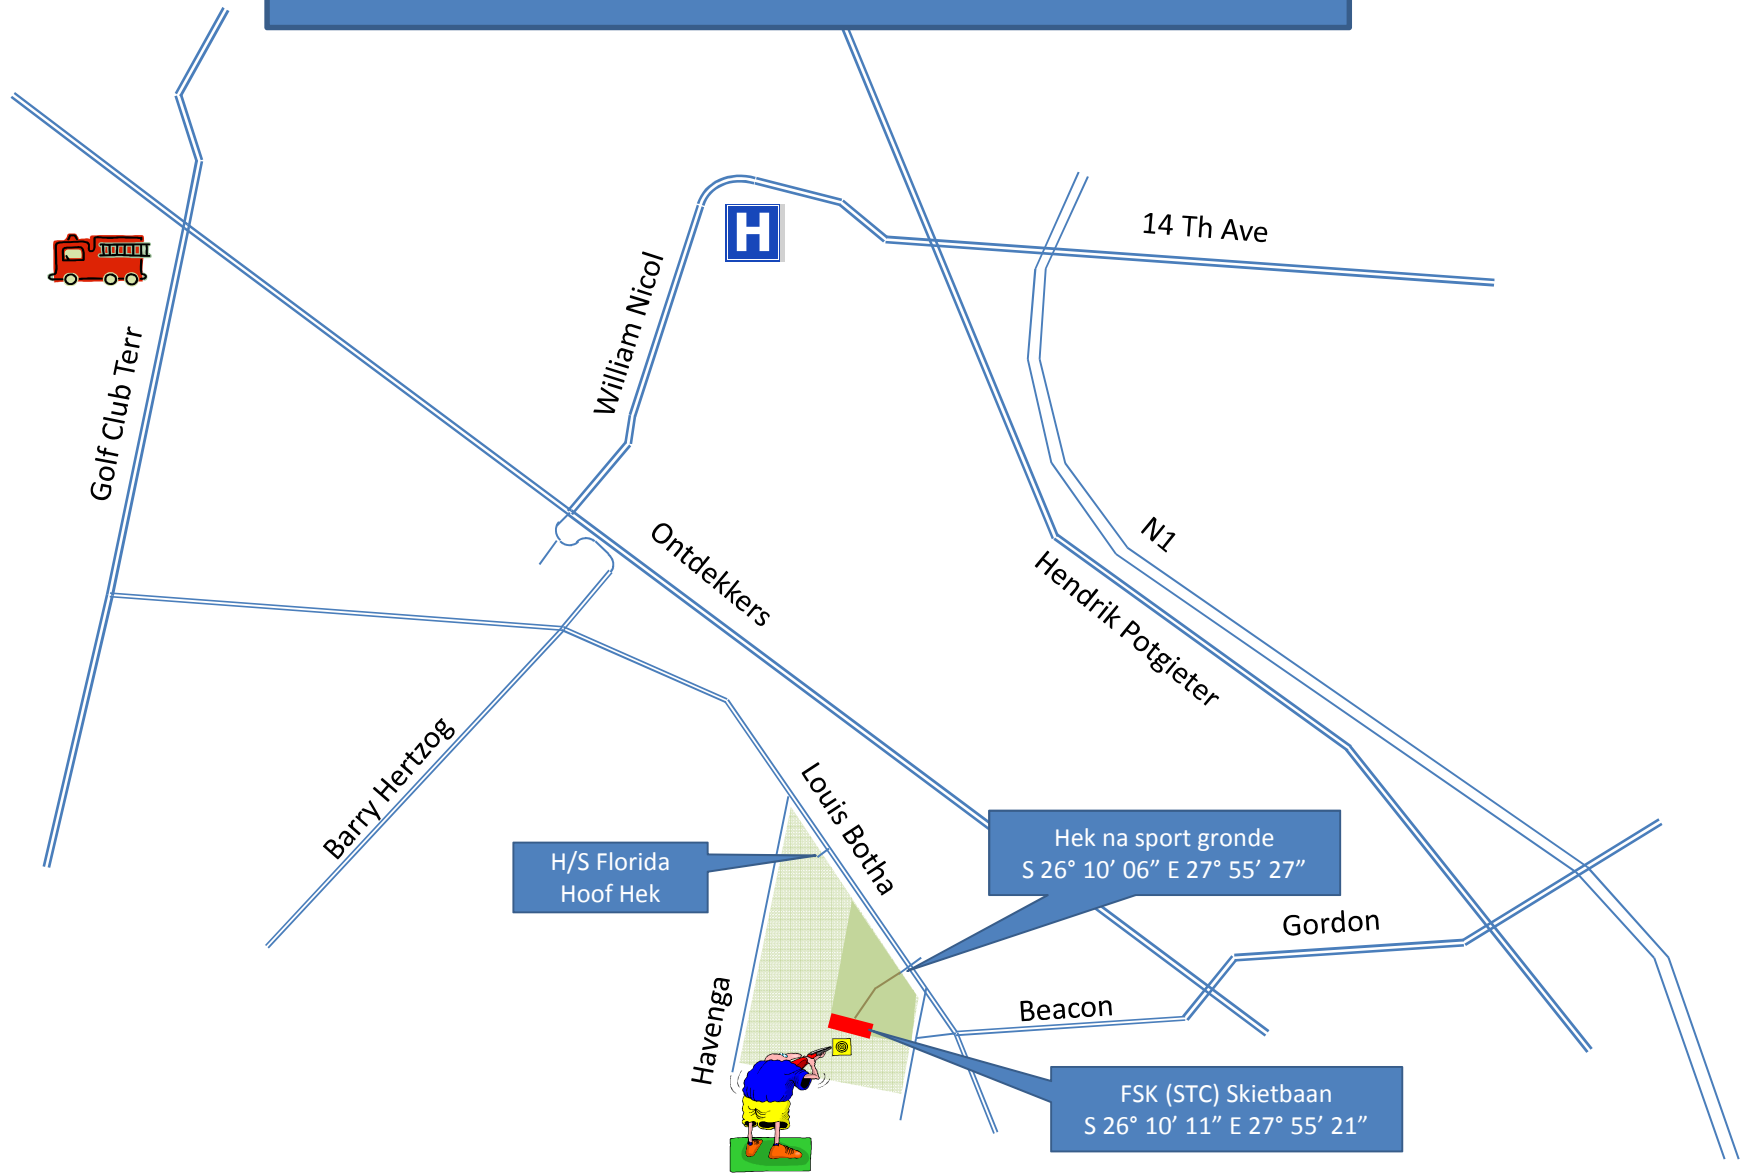 H
14 Th Ave
William Nicol
Golf Club Terr
N1
Ontdekkers
Hendrik Potgieter
Barry Hertzog
Louis Botha
Hek na sport gronde
S 26° 10’ 06” E 27° 55’ 27”
H/S Florida
Hoof Hek
Gordon
Beacon
Havenga
FSK (STC) Skietbaan
S 26° 10’ 11” E 27° 55’ 21”